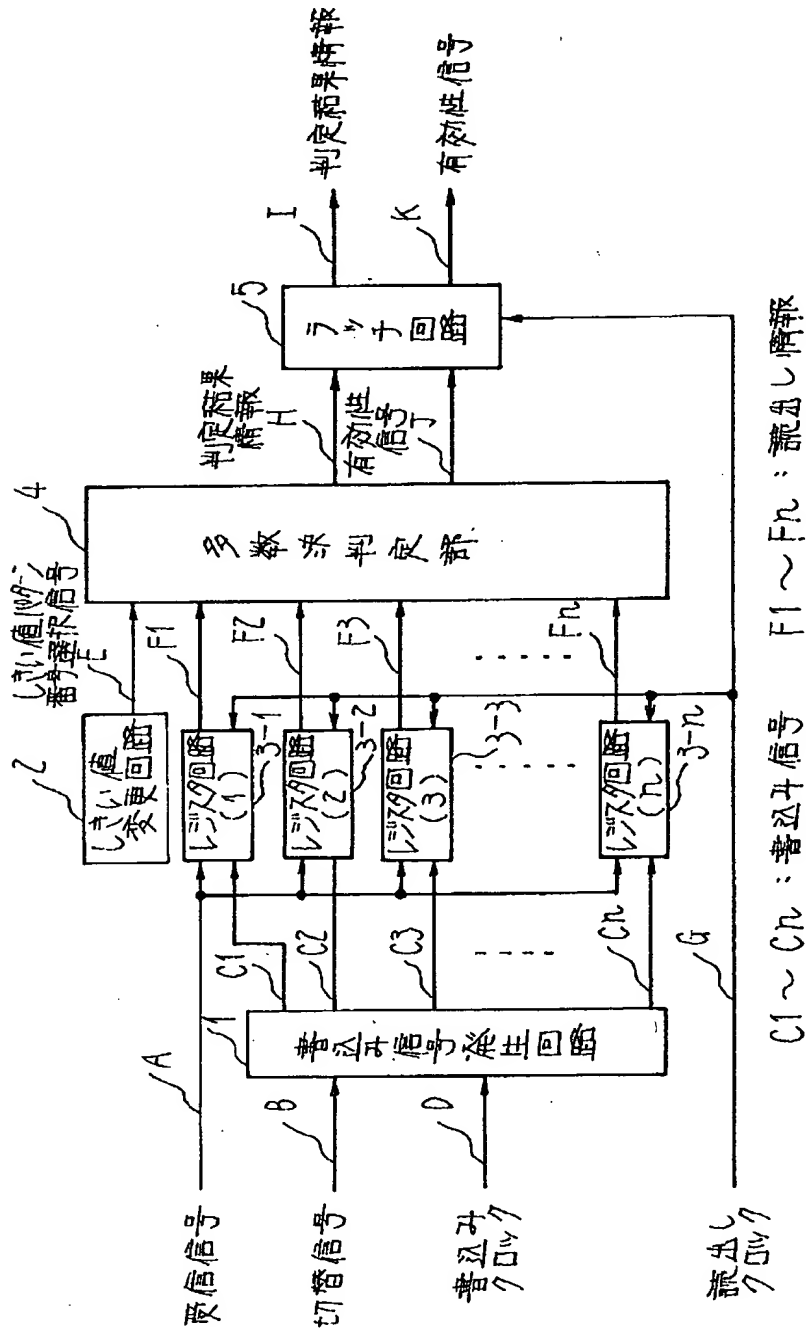 受信信号
A
切替信号
B
書込み
クロック
D
読出し
クロック
G
1
書込み信号発生回路
C1
C2
C3
Cn
2
しきい値
変更回路
レジスタ回路
(1)
3-1
レジスタ回路
(2)
3-2
レジスタ回路
(3)
3-3
レジスタ回路
(n)
3-n
しきい値パターン
番号選択信号
E
F1
F2
F3
Fn
4
多数決判定部
判定結果
情報
H
有効性
信号
J
5
ラッチ回路
I
判定結果情報
K
有効性信号
C1～Cn：書込み信号
F1～Fn：読出し情報